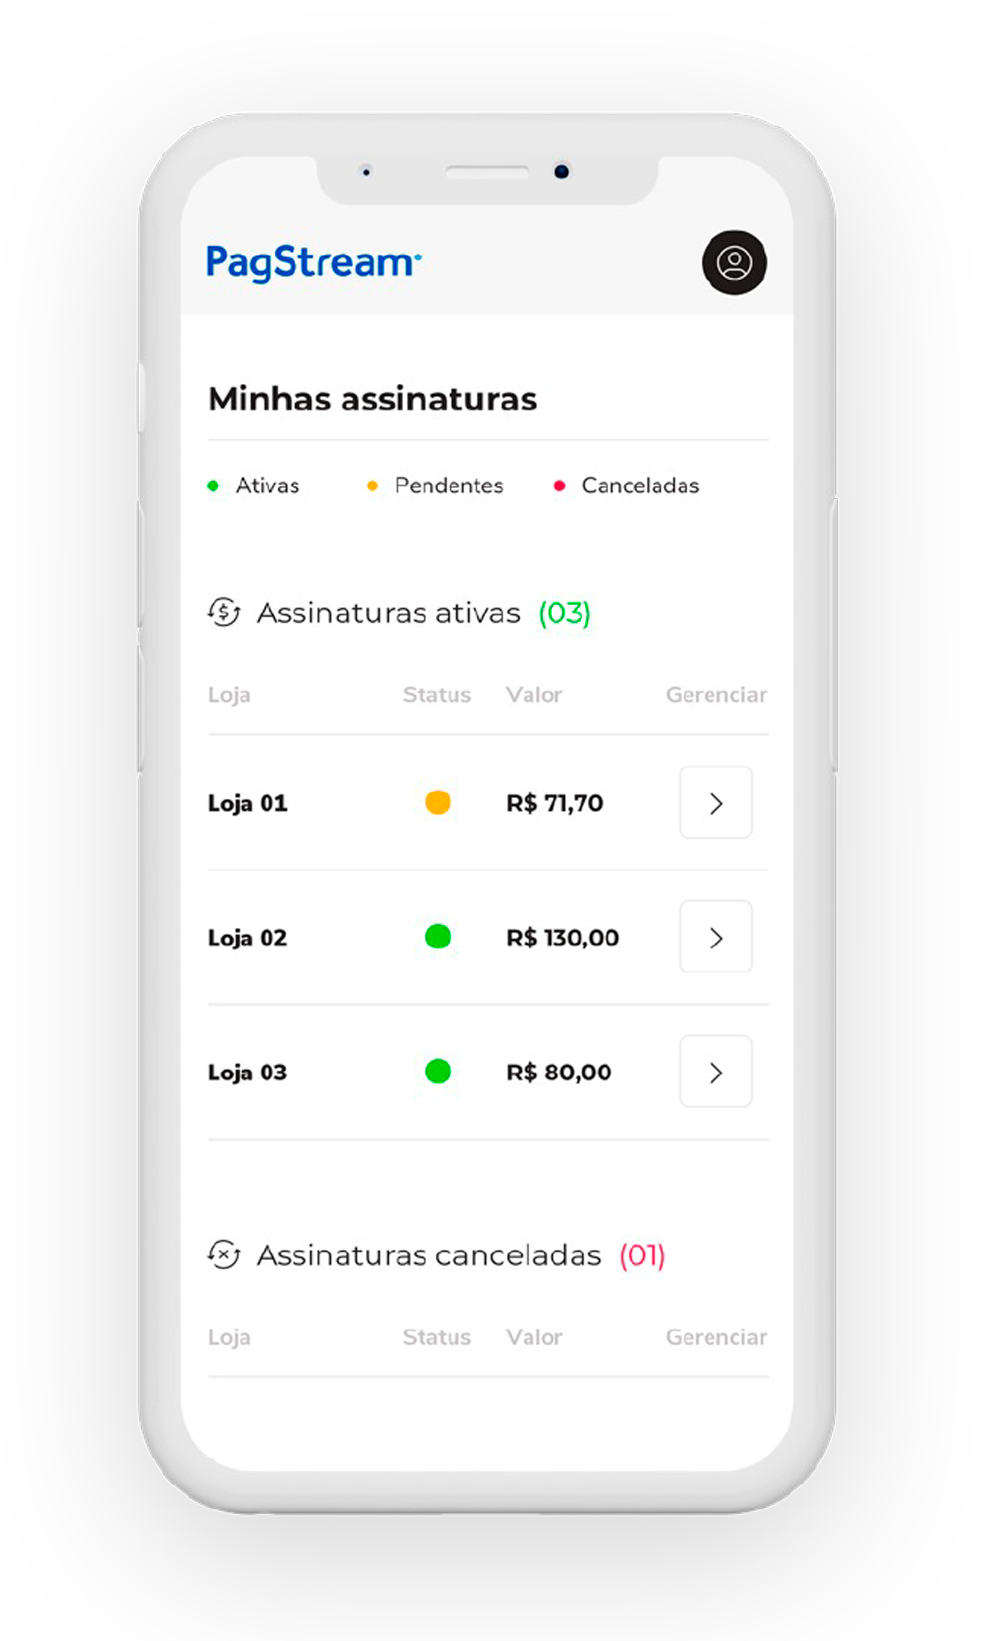 PagStream
Minhas assinaturas
Ativas Pendentes Canceladas
Assinaturas ativas (03)
Loja Status Valor Gerenciar
Loja 01 R$ 71,70
Loja 02 R$ 130,00
Loja 03 R$ 80,00
Assinaturas canceladas (01)
Loja Status Valor Gerenciar